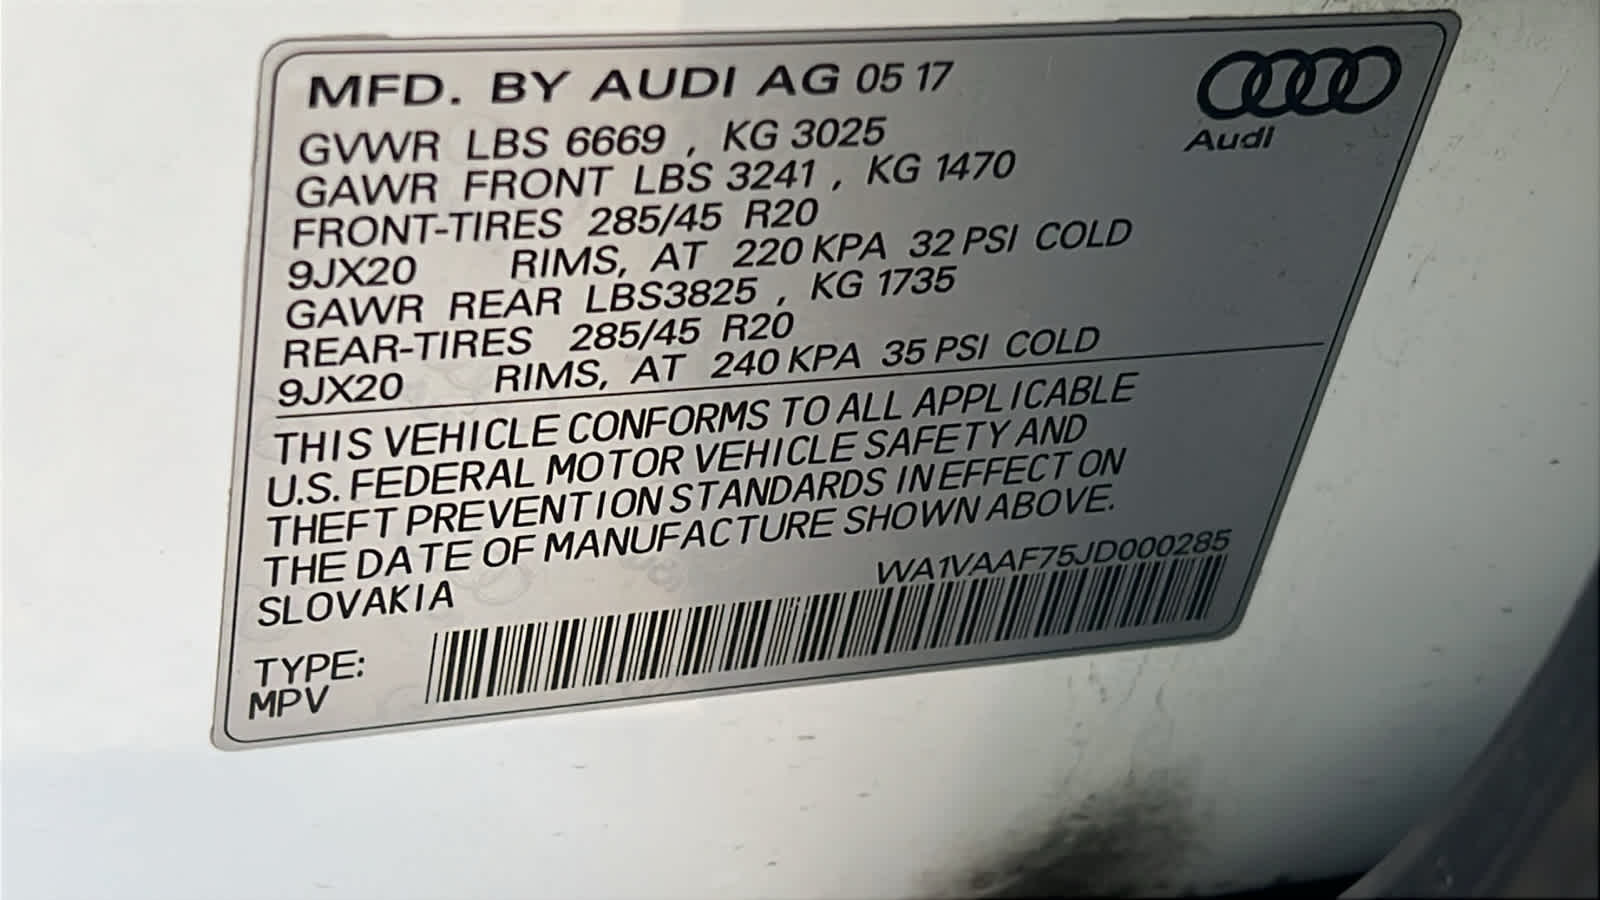 MFD. BY AUDI AG 05 17
Audi
GVWR LBS 6669 , KG 3025
GAWR FRONT LBS 3241 , KG 1470
FRONT-TIRES 285/45 R20
9JX20 RIMS, AT 220 KPA 32 PSI COLD
GAWR REAR LBS3825 , KG 1735
REAR-TIRES 285/45 R20
9JX20 RIMS, AT 240 KPA 35 PSI COLD
THIS VEHICLE CONFORMS TO ALL APPLICABLE
U.S. FEDERAL MOTOR VEHICLE SAFETY AND
THEFT PREVENTION STANDARDS IN EFFECT ON
THE DATE OF MANUFACTURE SHOWN ABOVE.
SLOVAKIA
WA1VAAF75JD000285
TYPE:
MPV